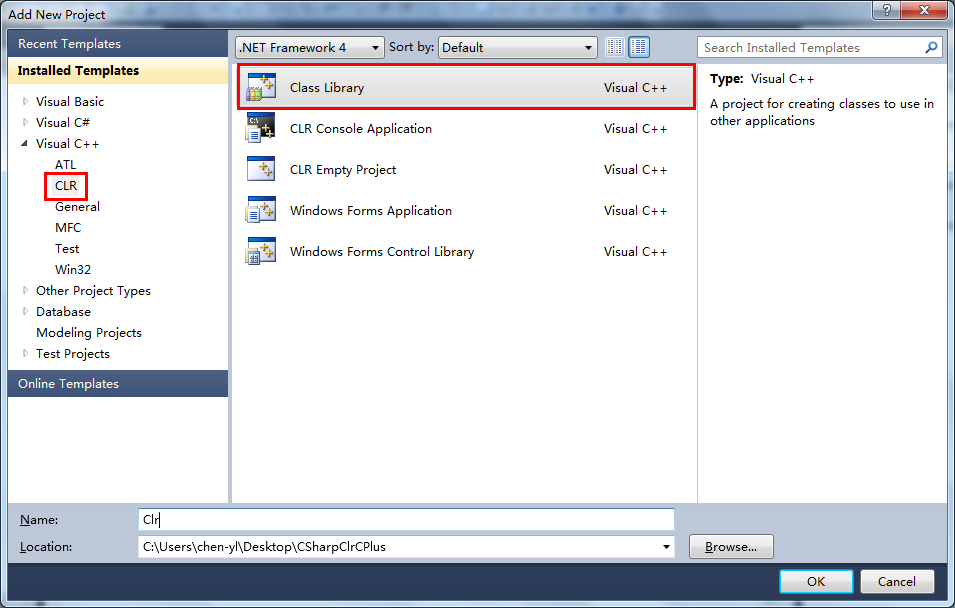 Add New Project
?
Recent Templates
Installed Templates
Visual Basic
Visual C#
Visual C++
ATL
CLR
General
MFC
Test
Win32
Other Project Types
Database
Modeling Projects
Test Projects
Online Templates
.NET Framework 4 Sort by: Default
Class Library Visual C++
CLR Console Application Visual C++
CLR Empty Project Visual C++
Windows Forms Application Visual C++
Windows Forms Control Library Visual C++
Search Installed Templates
Type: Visual C++
A project for creating classes to use in
other applications
Name: Clr
Location: C:\Users\chen-yl\Desktop\CSharpClrCPlus Browse...
OK Cancel